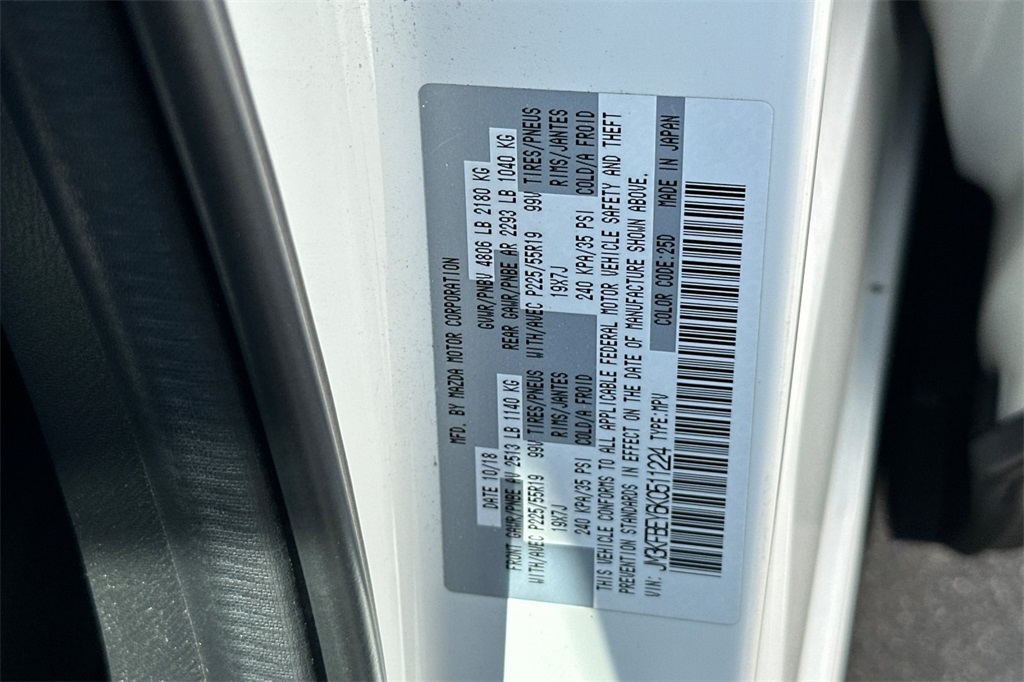 MFD. BY MAZDA MOTOR CORPORATION
DATE 10/18 GVWR/PNBV 4806 LB 2180 KG
FRONT GAWR/PNBE AV 2513 LB 1140 KG REAR GAWR/PNBE AR 2293 LB 1040 KG
WITH/AVEC P225/55R19 99V TIRES/PNEUS WITH/AVEC P225/55R19 99V TIRES/PNEUS
19X7J RIMS/JANTES 19X7J RIMS/JANTES
240 KPA/35 PSI COLD/A FROID 240 KPA/35 PSI COLD/A FROID
THIS VEHICLE CONFORMS TO ALL APPLICABLE FEDERAL MOTOR VEHICLE SAFETY AND THEFT
PREVENTION STANDARDS IN EFFECT ON THE DATE OF MANUFACTURE SHOWN ABOVE.
VIN: JM3KFBEY6K0511224 TYPE:MPV COLOR CODE:25D MADE IN JAPAN